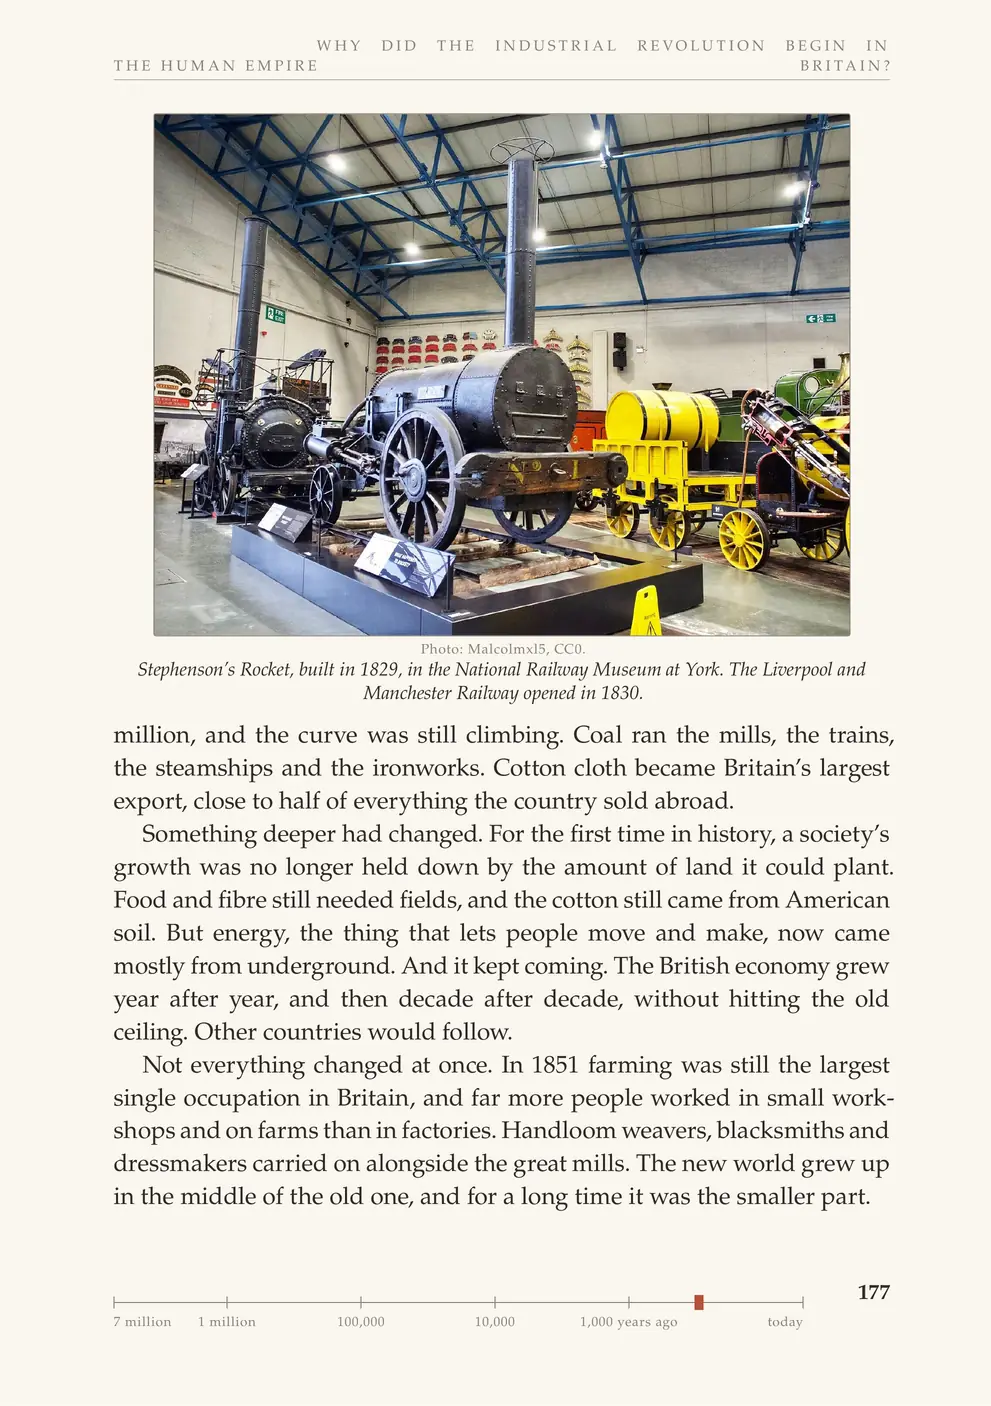 WHY DID THE INDUSTRIAL REVOLUTION BEGIN IN
THE HUMAN EMPIRE BRITAIN?
FIRE
EXIT
Photo: Malcolmxl5, CC0.
Stephenson’s Rocket, built in 1829, in the National Railway Museum at York. The Liverpool and
Manchester Railway opened in 1830.
million, and the curve was still climbing. Coal ran the mills, the trains,
the steamships and the ironworks. Cotton cloth became Britain’s largest
export, close to half of everything the country sold abroad.
Something deeper had changed. For the first time in history, a society’s
growth was no longer held down by the amount of land it could plant.
Food and fibre still needed fields, and the cotton still came from American
soil. But energy, the thing that lets people move and make, now came
mostly from underground. And it kept coming. The British economy grew
year after year, and then decade after decade, without hitting the old
ceiling. Other countries would follow.
Not everything changed at once. In 1851 farming was still the largest
single occupation in Britain, and far more people worked in small work-
shops and on farms than in factories. Handloom weavers, blacksmiths and
dressmakers carried on alongside the great mills. The new world grew up
in the middle of the old one, and for a long time it was the smaller part.
177
7 million 1 million 100,000 10,000 1,000 years ago today